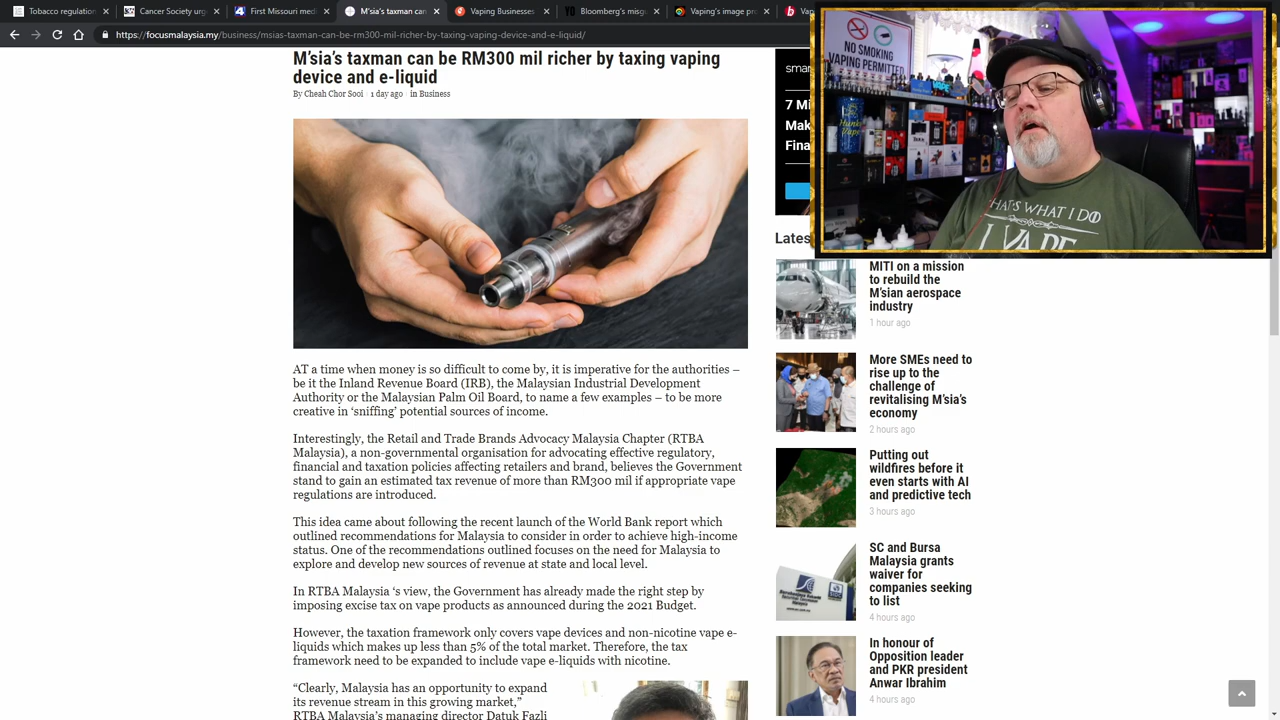 Tobacco regulatio
Cancer Society cal
First Missouri med
M'sia's taxman can
7 vaping influences
Bloomberg's misg
Vaping/Spice prog
Vap
https://focusmalaysia.my/busines
-be-rm300-mil-richer-by-taxing-vaping-device-and-e-liquid/
M'sia's taxman can be RM300 mil richer by taxing vaping
device and e-liquid
By Cheah Chor Sooi
1 day ago
in Business
AT a time when money is so difficult to come by, it is imperative for the authorities –
be it the Inland Revenue Board (IRB), the Malaysian Industrial Development
Authority or the Malaysian Palm Oil Board, to name a few examples – to be more
creative in ‘sniffing’ potential sources of income.
Interestingly, the Retail and Trade Brands Advocacy Malaysia Chapter (RTBA
Malaysia), a non-governmental organisation for advocating effective regulatory,
financial and taxation policies affecting retailers and brand, believes the Government
stand to gain an estimated tax revenue of more than RM300 mil if appropriate vape
regulations are introduced.
This idea came about following the recent launch of the World Bank report which
outlined recommendations for Malaysia to consider in order to achieve high-income
status. One of the recommendations outlined focuses on the need for Malaysia to
explore and develop new sources of revenue at state and local level.
In RTBA Malaysia ‘s view, the Government has already made the right step by
imposing excise tax on vape products as announced during the 2021 Budget.
However, the taxation framework only covers vape devices and non-nicotine vape e-
liquids which makes up less than 5% of the total market. Therefore, the tax
framework need to be expanded to include vape e-liquids with nicotine.
“Clearly, Malaysia has an opportunity to expand
its revenue stream in this growing market,”
RTBA Malaysia's managing director Datuk Fazli
smar
7 Mi
Mak
Fina
Lates
MITI on a mission
to rebuild the
M'sian aerospace
industry
1 hour ago
More SMEs need to
rise up to the
challenge of
revitalising M'sia's
economy
2 hours ago
Putting out
wildfires before it
even starts with AI
and predictive tech
3 hours ago
SC and Bursa
Malaysia grants
waiver for
companies seeking
to list
4 hours ago
In honour of
Opposition leader
and PKR president
Anwar Ibrahim
4 hours ago
NO SMOKING
VAPING PERMITTED
THAT'S WHAT I DO
I VAPE